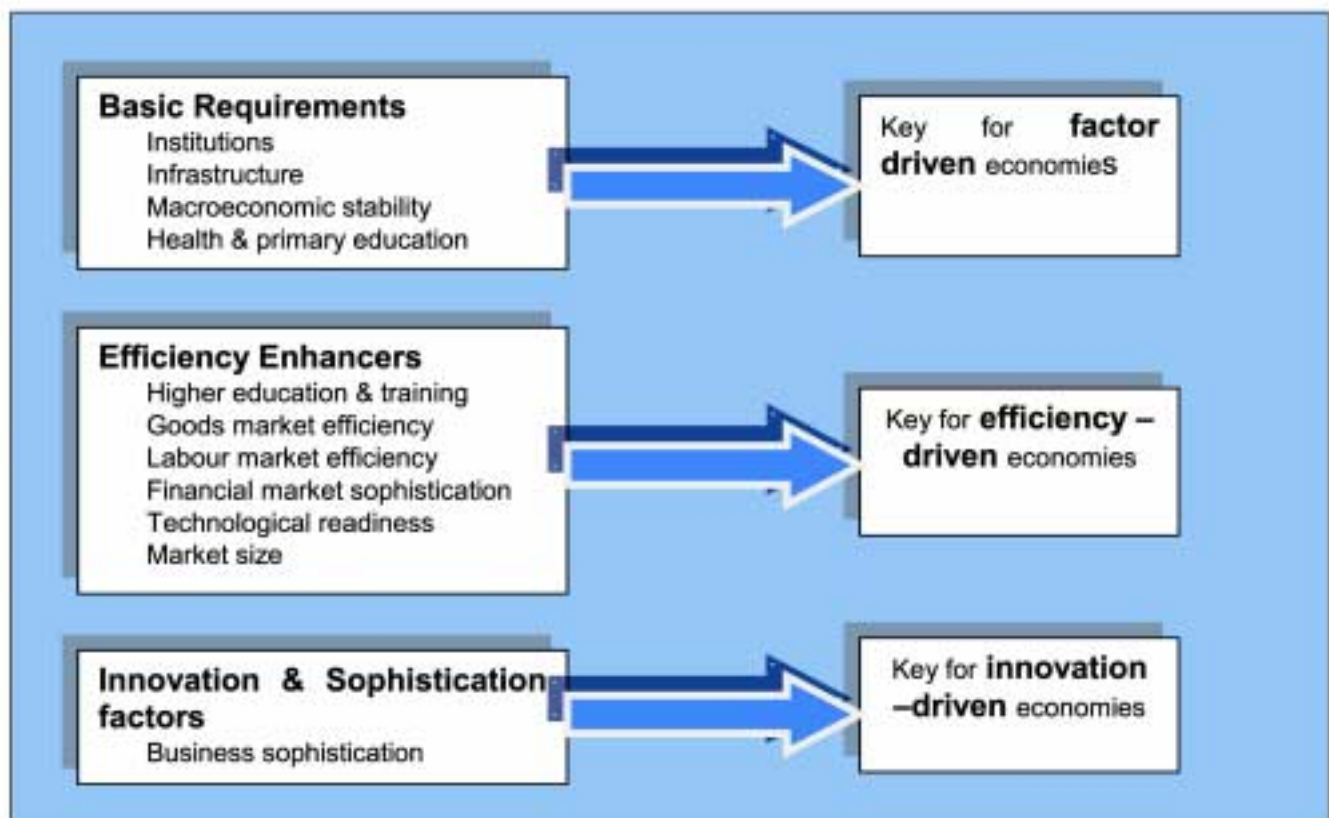 Basic Requirements
Institutions
Infrastructure
Macroeconomic stability
Health & primary education
Key for factor
driven economies
Efficiency Enhancers
Higher education & training
Goods market efficiency
Labour market efficiency
Financial market sophistication
Technological readiness
Market size
Key for efficiency –
driven economies
Innovation & Sophistication
factors
Business sophistication
Key for innovation
–driven economies